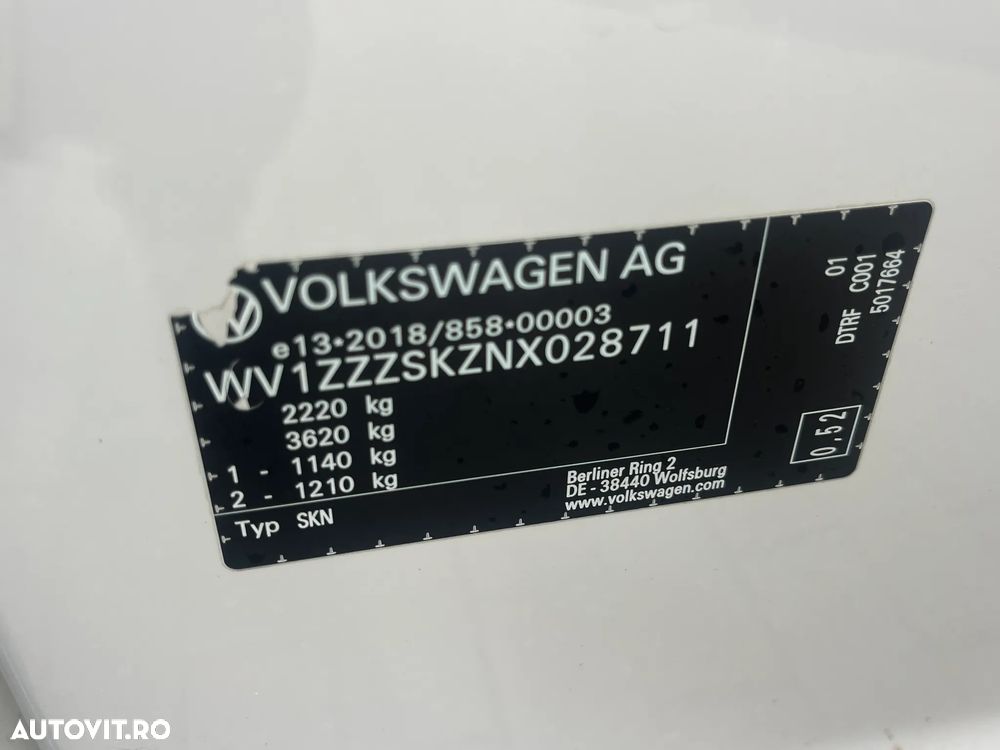 VOLKSWAGEN AG
e13*2018/858*00003
WV1ZZZSKZNX028711
2220 kg
3620 kg
1 - 1140 kg
2 - 1210 kg
Typ SKN
Berliner Ring 2
DE - 38440 Wolfsburg
www.volkswagen.com
01
DTRF C001
5017664
0,52
AUTOVIT.RO